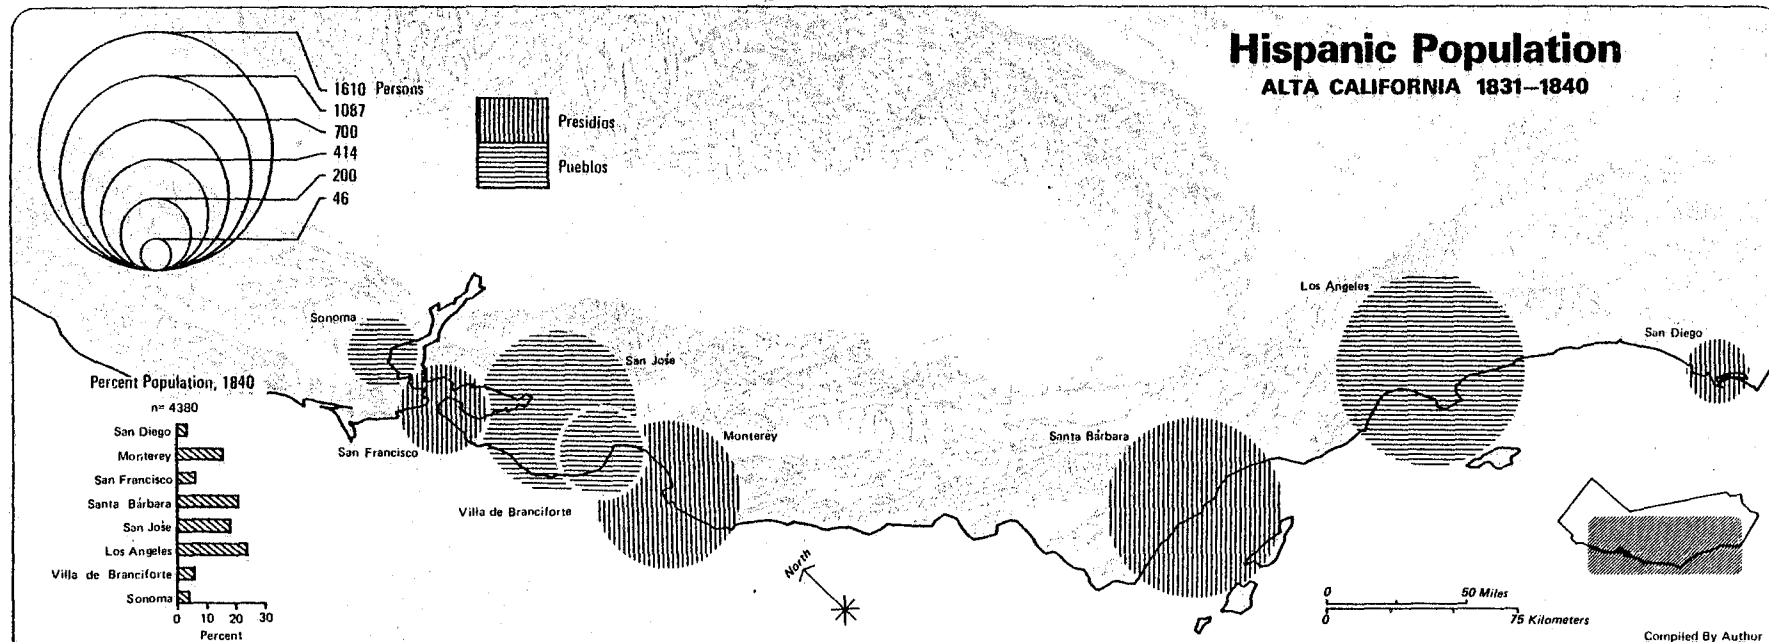 Hispanic Population
ALTA CALIFORNIA 1831–1840
1610 Persons
1087
700
414
200
46
Presidios
Pueblos
Sonoma
San Francisco
San José
Villa de Branciforte
Monterey
Santa Bárbara
Los Angeles
San Diego
Percent Population, 1840
n= 4380
San Diego
Monterey
San Francisco
Santa Bárbara
San José
Los Angeles
Villa de Branciforte
Sonoma
0 10 20 30
Percent
North
0 50 Miles
0 75 Kilometers
Compiled By Author